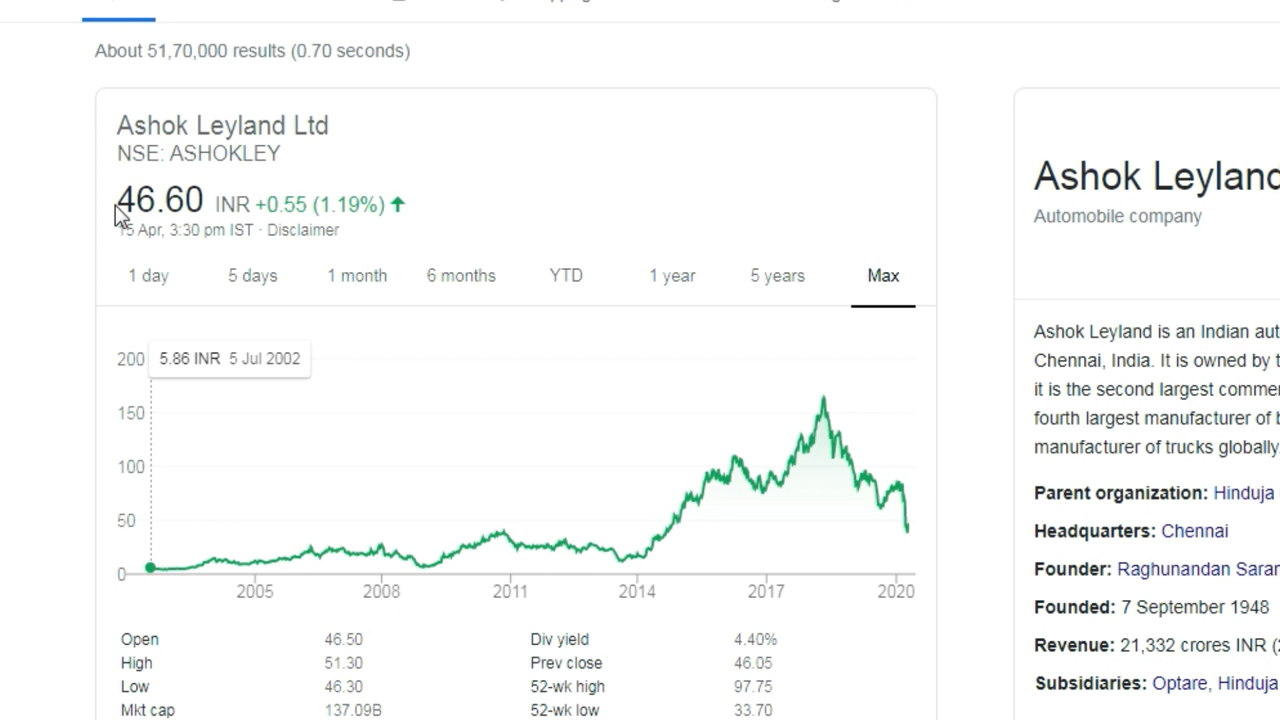 About 51,70,000 results (0.70 seconds)
Ashok Leyland Ltd
NSE: ASHOKLEY
46.60 INR +0.55 (1.19%)
15 Apr, 3:30 pm IST · Disclaimer
1 day 5 days 1 month 6 months YTD 1 year 5 years Max
5.86 INR 5 Jul 2002
200
150
100
50
0
2005 2008 2011 2014 2017 2020
Open 46.50 Div yield 4.40%
High 51.30 Prev close 46.05
Low 46.30 52-wk high 97.75
Mkt cap 137.09B 52-wk low 33.70
Ashok Leyland
Automobile company
Ashok Leyland is an Indian
Chennai, India. It is owned by
it is the second largest
fourth largest manufacturer of
manufacturer of trucks globally
Parent organization: Hinduja
Headquarters: Chennai
Founder: Raghunandan
Founded: 7 September 1948
Revenue: 21,332 crores INR
Subsidiaries: Optare, Hinduja